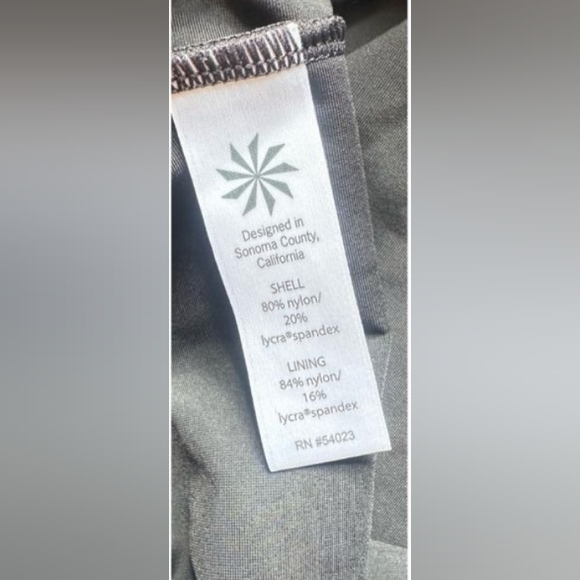 Designed in
Sonoma County,
California
SHELL
80% nylon/
20%
lycra®spandex
LINING
84% nylon/
16%
lycra®spandex
RN #54023